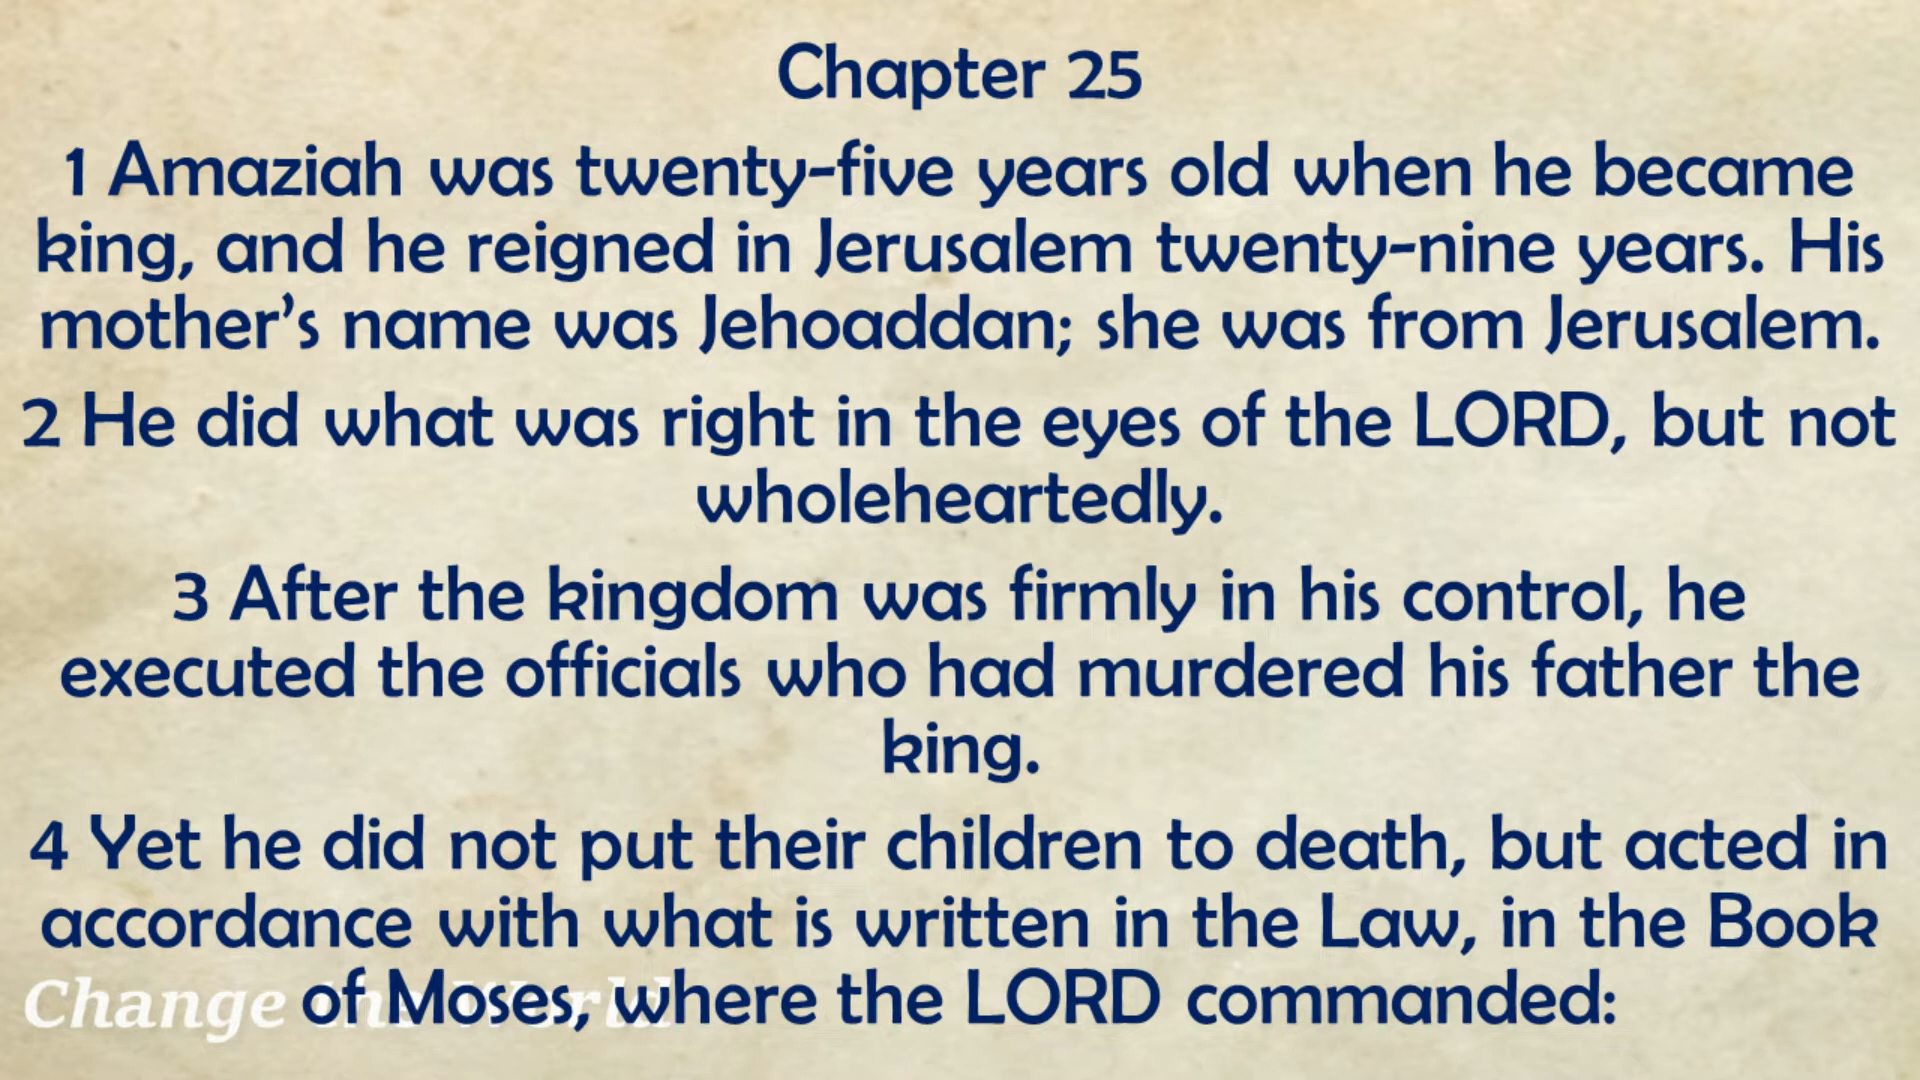 Chapter 25
1 Amaziah was twenty-five years old when he became
king, and he reigned in Jerusalem twenty-nine years. His
mother’s name was Jehoaddan; she was from Jerusalem.
2 He did what was right in the eyes of the LORD, but not
wholeheartedly.
3 After the kingdom was firmly in his control, he
executed the officials who had murdered his father the
king.
4 Yet he did not put their children to death, but acted in
accordance with what is written in the Law, in the Book
of Moses, where the LORD commanded:
Change World